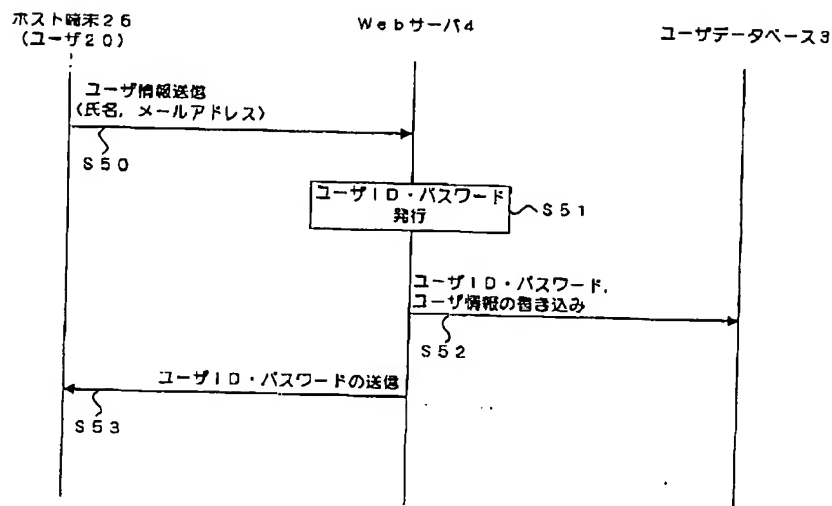 ホスト端末26
(ユーザ20)
Webサーバ4
ユーザデータベース3
ユーザ情報送信
(氏名,メールアドレス)
S50
ユーザID・パスワード
発行
S51
ユーザID・パスワード,
ユーザ情報の書き込み
S52
ユーザID・パスワードの送信
S53